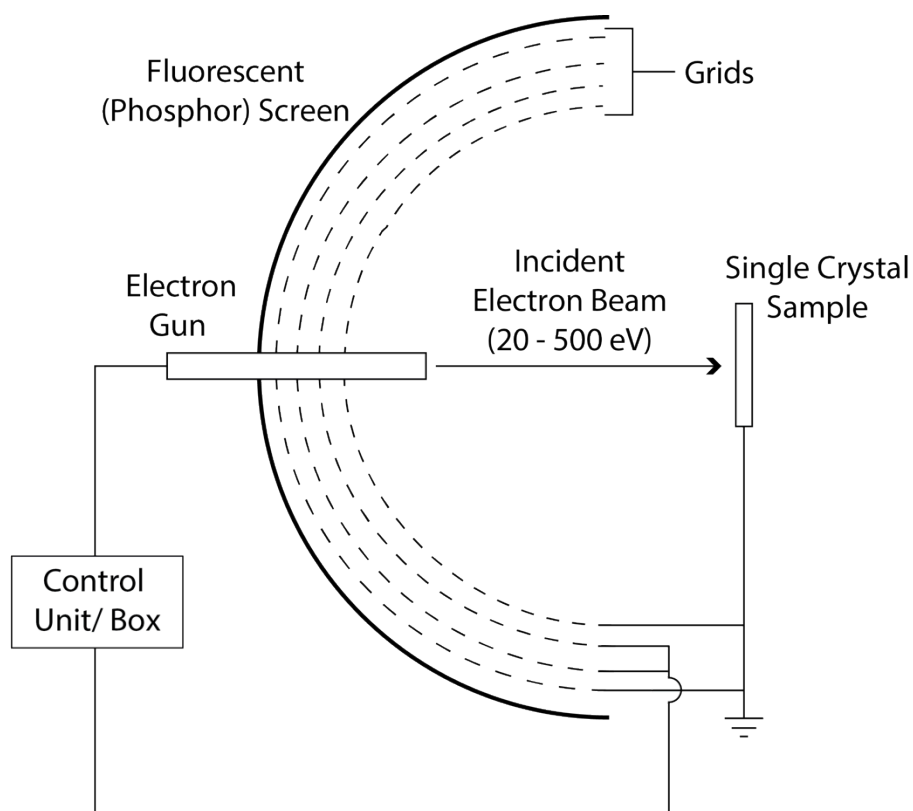 Fluorescent
(Phosphor) Screen
Grids
Electron
Gun
Incident
Electron Beam
(20 - 500 eV)
Single Crystal
Sample
Control
Unit/ Box